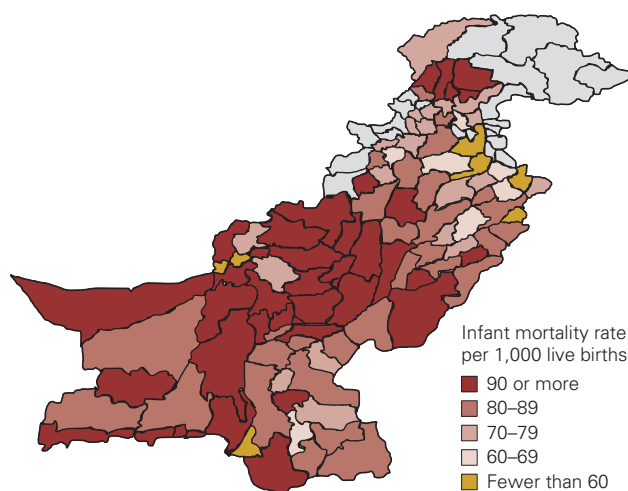 Infant mortality rate
per 1,000 live births
90 or more
80–89
70–79
60–69
Fewer than 60